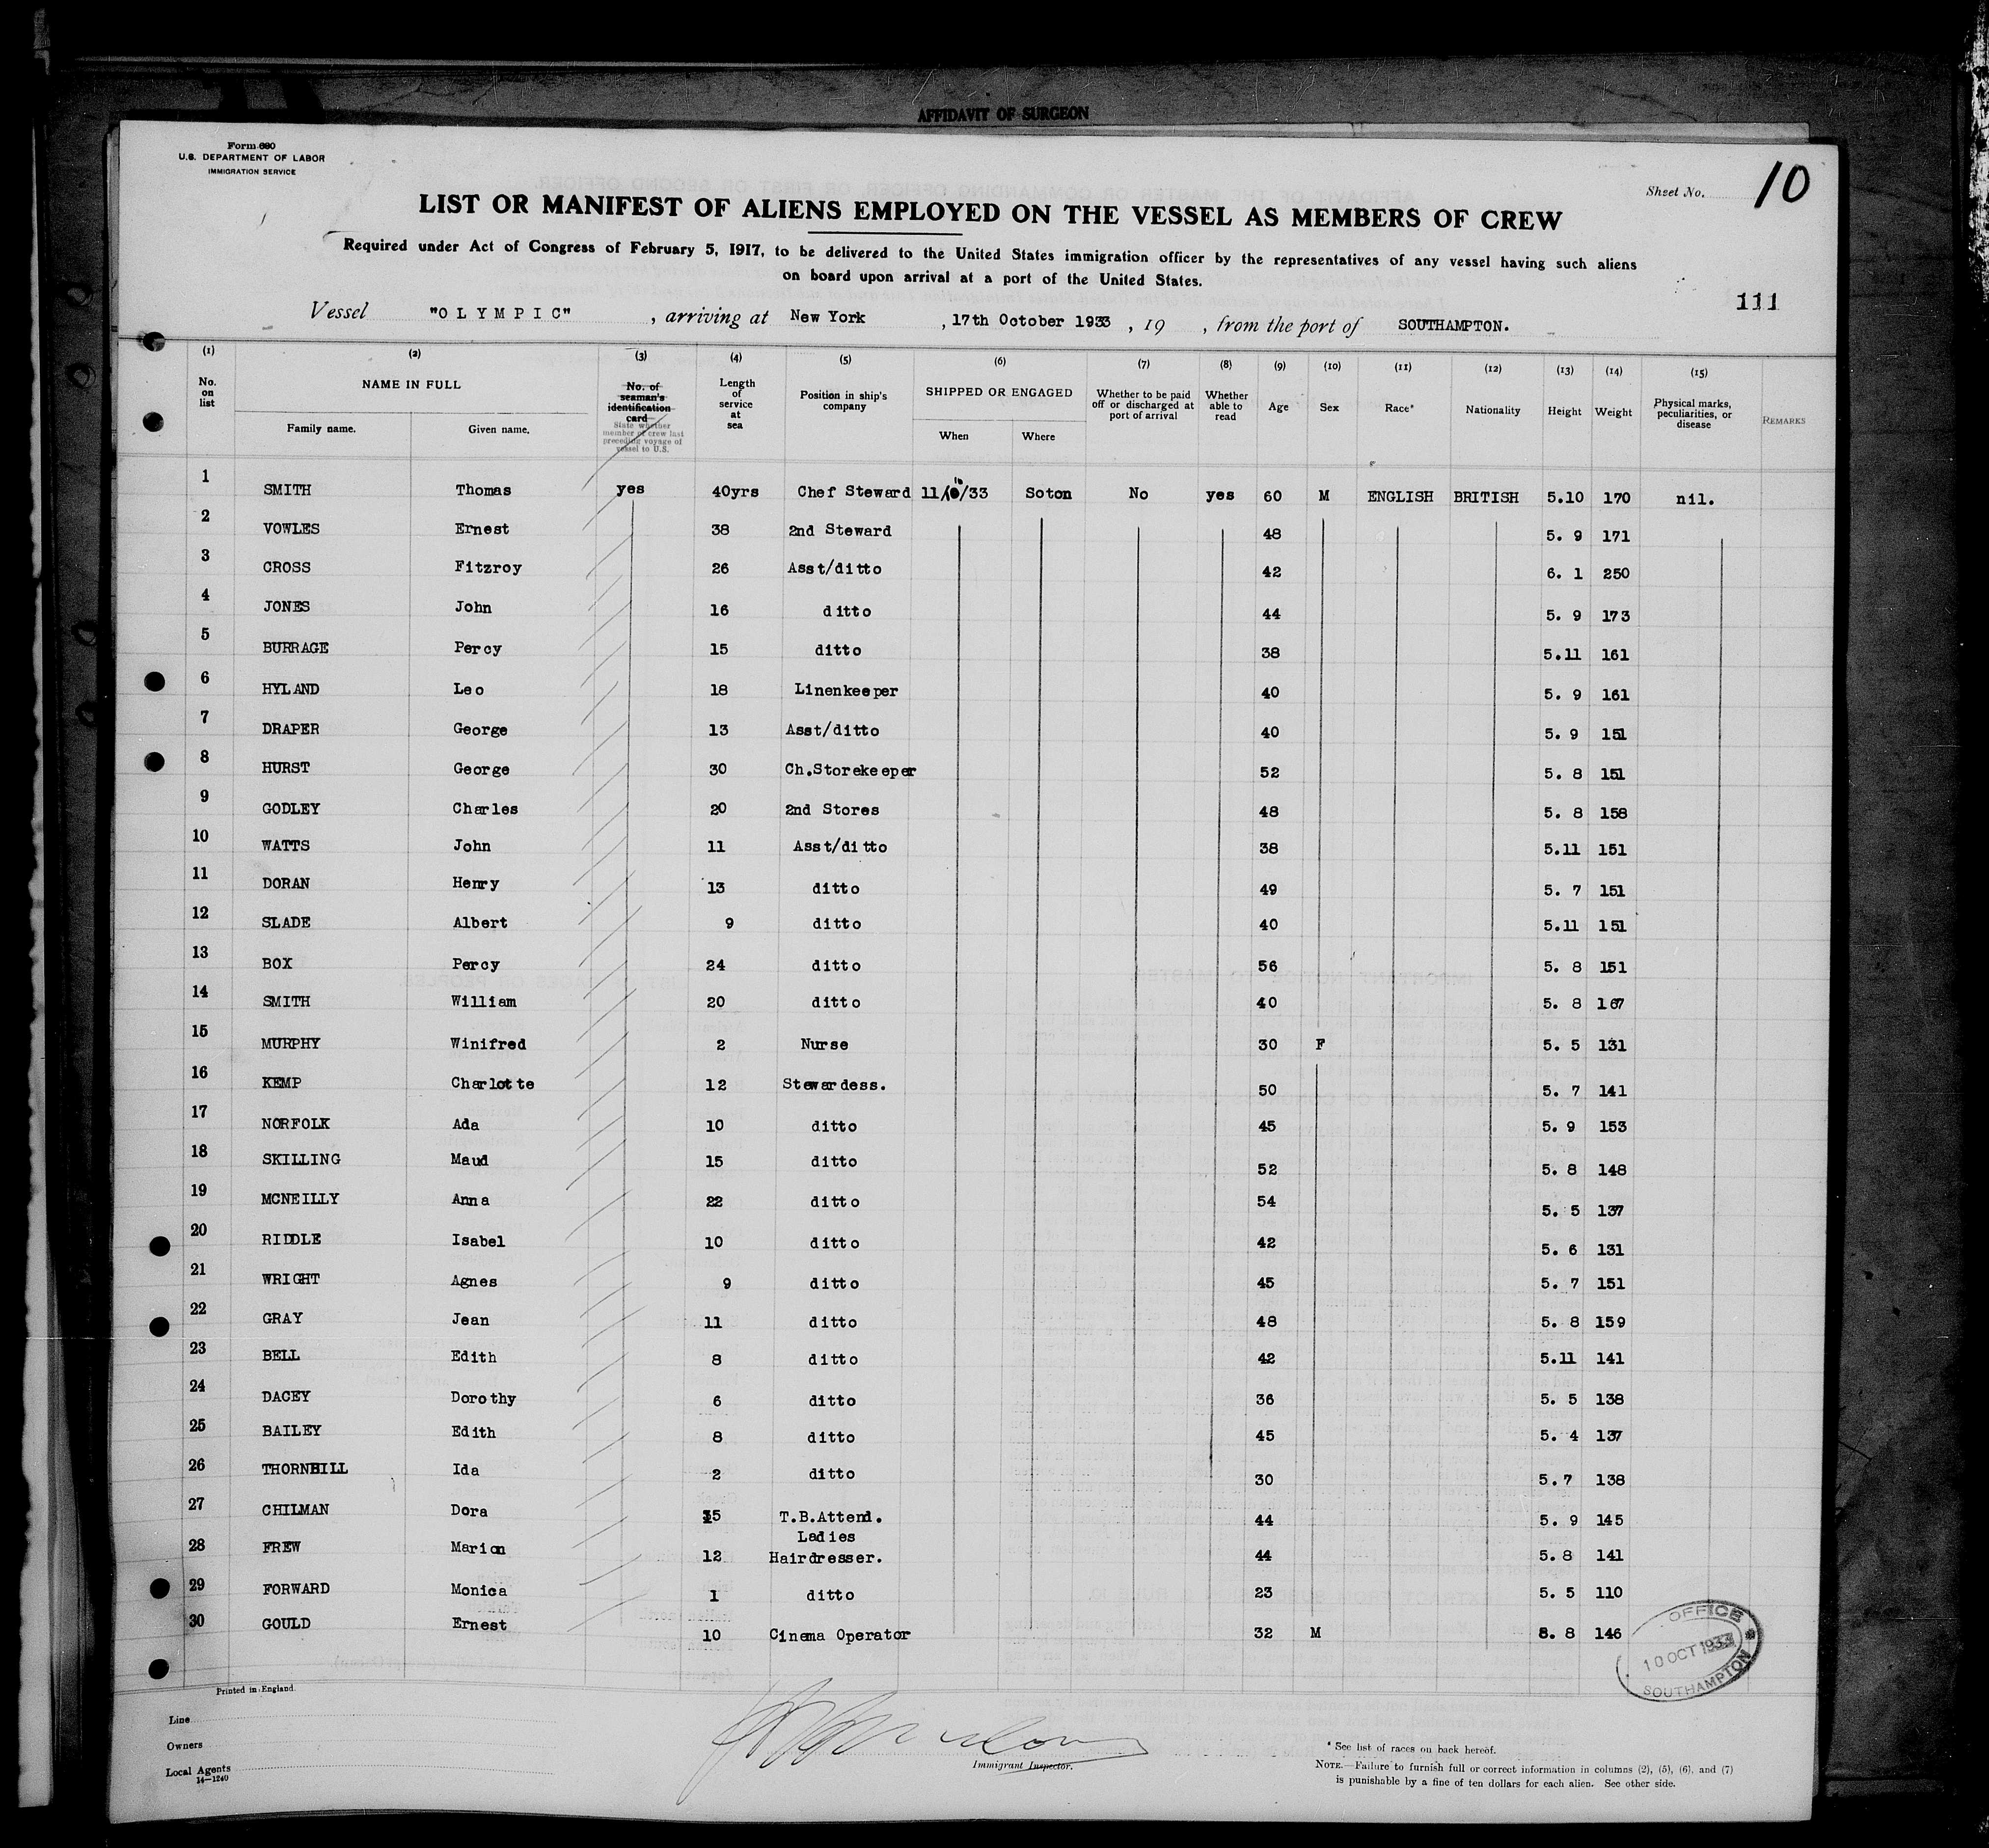 AFFIDAVIT OF SURGEON
Form 680
U.S. DEPARTMENT OF LABOR
IMMIGRATION SERVICE
Sheet No. 10
LIST OR MANIFEST OF ALIENS EMPLOYED ON THE VESSEL AS MEMBERS OF CREW
Required under Act of Congress of February 5, 1917, to be delivered to the United States immigration officer by the representatives of any vessel having such aliens
on board upon arrival at a port of the United States.
111
Vessel "OLYMPIC", arriving at New York, 17th October 1933, 19 , from the port of SOUTHAMPTON.
(1) (2) (3) (4) (5) (6) (7) (8) (9) (10) (11) (12) (13) (14) (15)
No. on list NAME IN FULL Family name. Given name. No. of seaman's identification card State whether member of crew last preceding voyage of vessel to U.S. Length of service at sea Position in ship's company SHIPPED OR ENGAGED When Where Whether to be paid off or discharged at port of arrival Whether able to read Age Sex Race* Nationality Height Weight Physical marks, peculiarities, or disease REMARKS
1 SMITH Thomas yes 40yrs Chef Steward 11/10/33 Soton No yes 60 M ENGLISH BRITISH 5.10 170 nil.
2 VOWLES Ernest 38 2nd Steward 48 5. 9 171
3 CROSS Fitzroy 26 Asst/ditto 42 6. 1 250
4 JONES John 16 ditto 44 5. 9 173
5 BURRAGE Percy 15 ditto 38 5.11 161
6 HYLAND Leo 18 Linenkeeper 40 5. 9 161
7 DRAPER George 13 Asst/ditto 40 5. 9 151
8 HURST George 30 Ch.Storekeeper 52 5. 8 151
9 GODLEY Charles 20 2nd Stores 48 5. 8 158
10 WATTS John 11 Asst/ditto 38 5.11 151
11 DORAN Henry 13 ditto 49 5. 7 151
12 SLADE Albert 9 ditto 40 5.11 151
13 BOX Percy 24 ditto 56 5. 8 151
14 SMITH William 20 ditto 40 5. 8 167
15 MURPHY Winifred 2 Nurse 30 F 5. 5 131
16 KEMP Charlotte 12 Stewardess. 50 5. 7 141
17 NORFOLK Ada 10 ditto 45 5. 9 153
18 SKILLING Maud 15 ditto 52 5. 8 148
19 MCNEILLY Anna 22 ditto 54 5. 5 137
20 RIDDLE Isabel 10 ditto 42 5. 6 131
21 WRIGHT Agnes 9 ditto 45 5. 7 151
22 GRAY Jean 11 ditto 48 5. 8 159
23 BELL Edith 8 ditto 42 5.11 141
24 DACEY Dorothy 6 ditto 36 5. 5 138
25 BAILEY Edith 8 ditto 45 5. 4 137
26 THORNHILL Ida 2 ditto 30 5.7 138
27 CHILMAN Dora 15 T.B.Attend. 44 5. 9 145
28 FREW Marion 12 Ladies Hairdresser. 44 5.8 141
29 FORWARD Monica 1 ditto 23 5. 5 110
30 GOULD Ernest 10 Cinema Operator 32 M 8. 8 146
OFFICE
10 OCT 1933
SOUTHAMPTON
Printed in England.
Line
Owners
Local Agents
14—1240
Immigrant Inspector.
* See list of races on back hereof.
NOTE.—Failure to furnish full or correct information in columns (2), (5), (6), and (7)
is punishable by a fine of ten dollars for each alien. See other side.